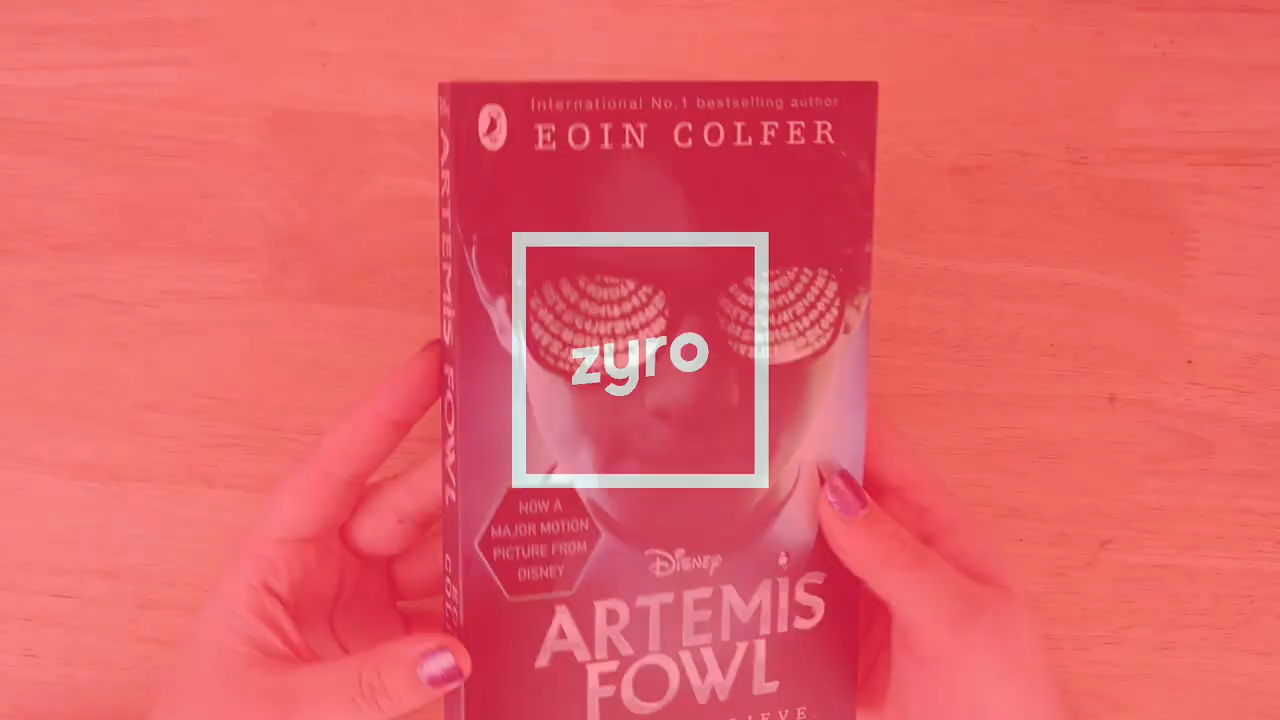 International No.1 bestselling author
EOIN COLFER
ARTEMIS FOWL
zyro
NOW A
MAJOR MOTION
PICTURE FROM
DISNEY
Disney
ARTEMIS
FOWL